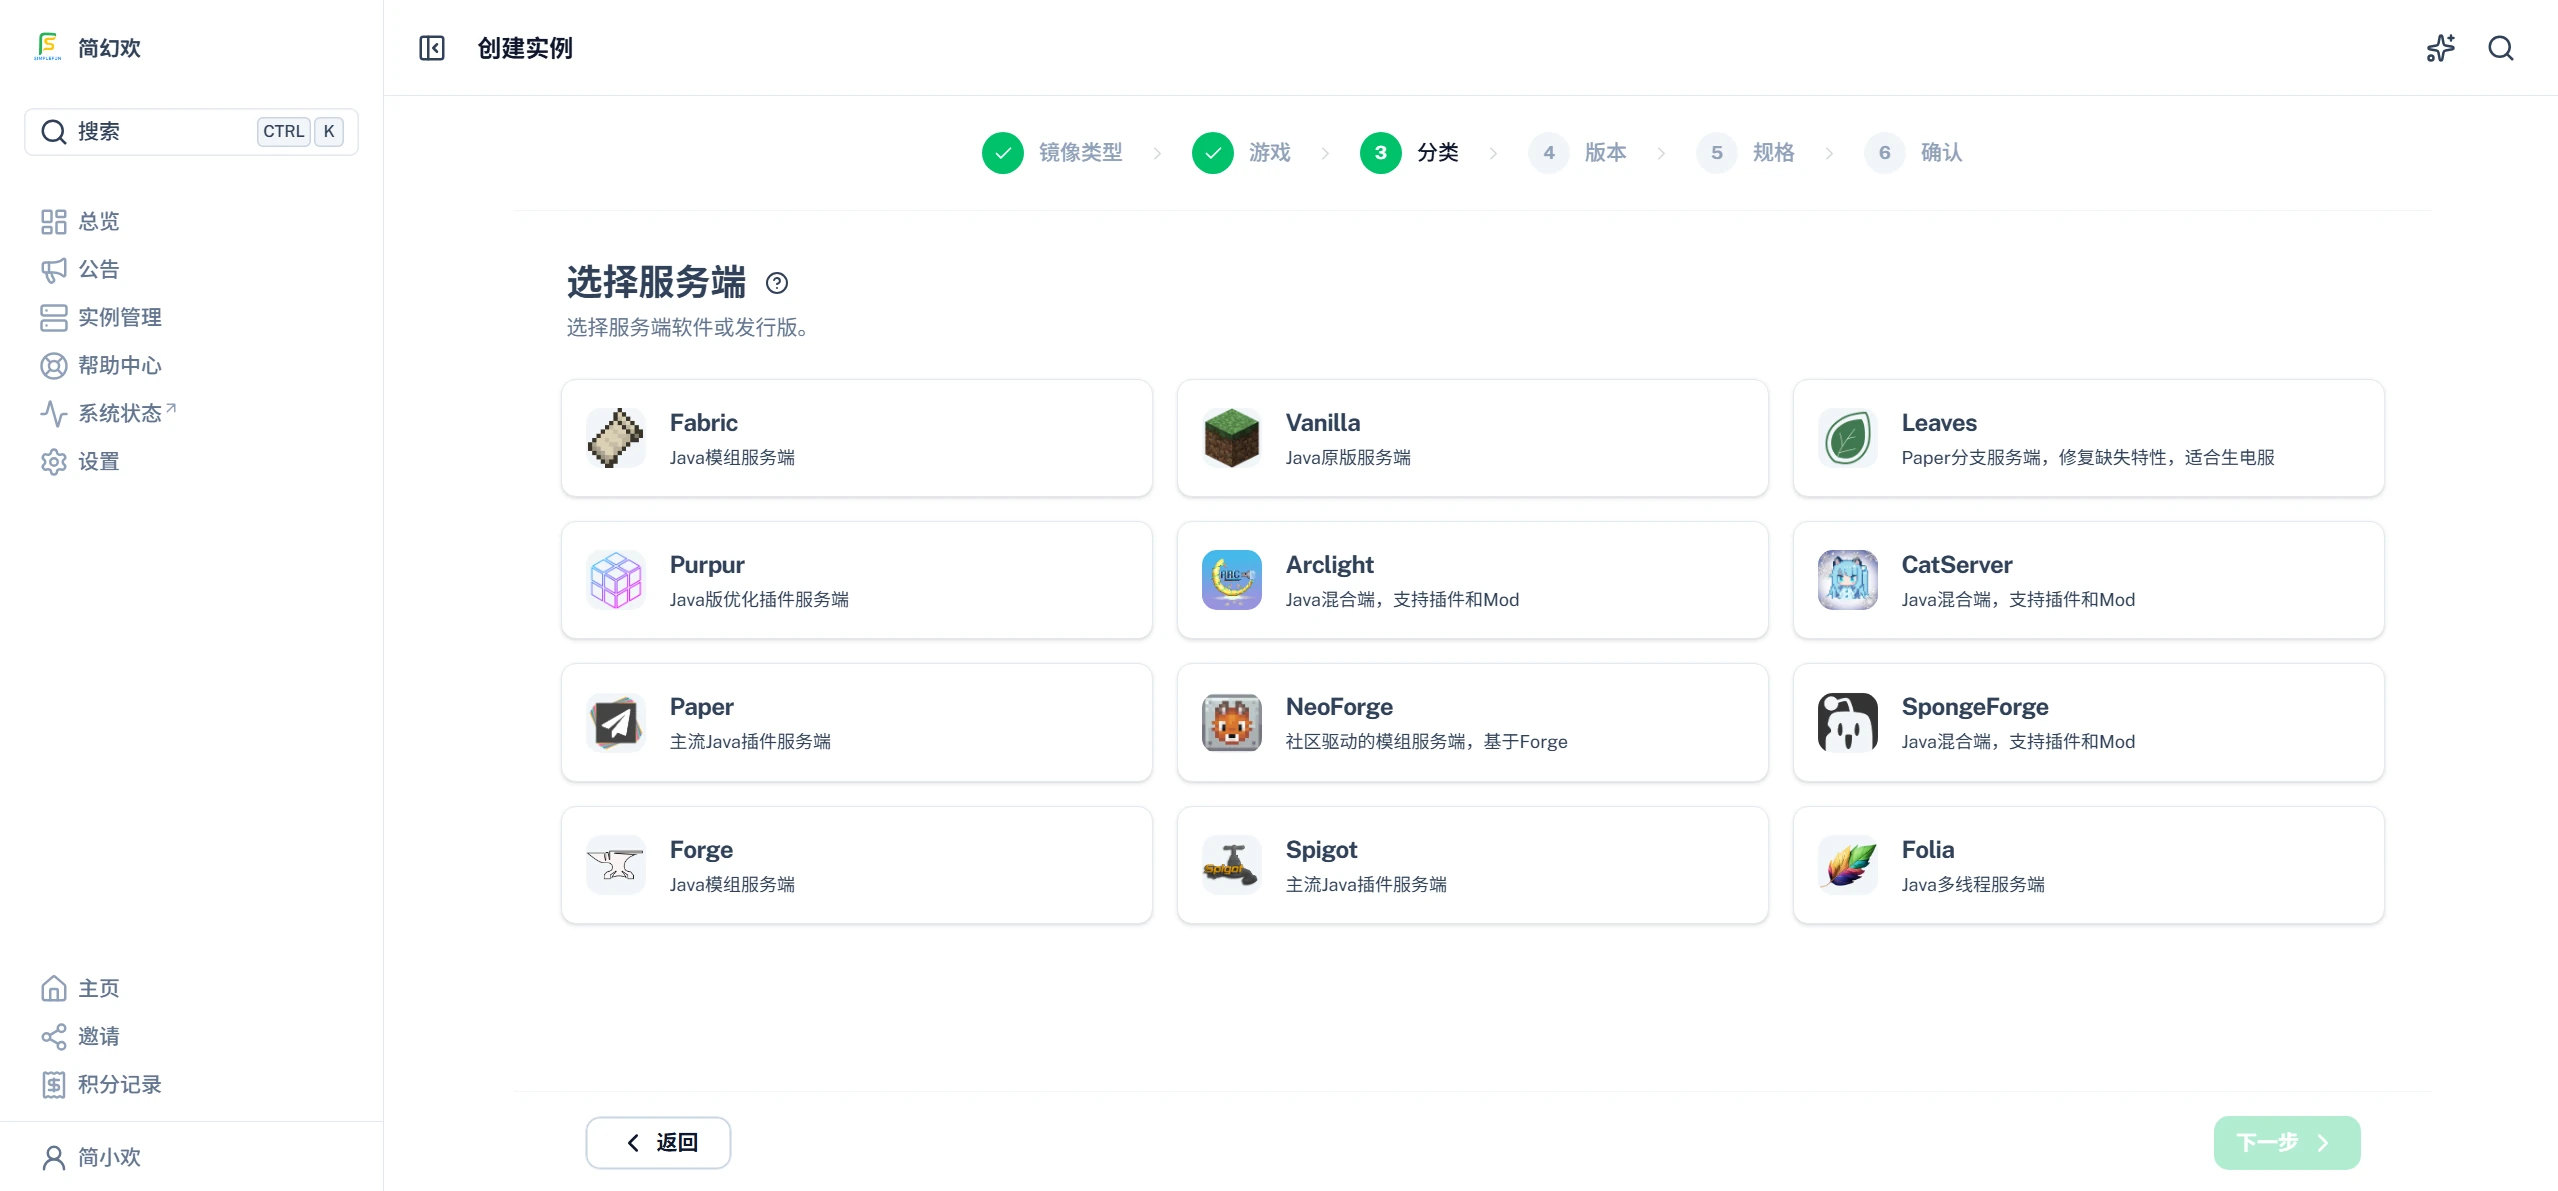 简幻欢
SIMPLEFUN
搜索 CTRL K
总览
公告
实例管理
帮助中心
系统状态
设置
主页
邀请
积分记录
简小欢
创建实例
镜像类型 游戏 3 分类 4 版本 5 规格 6 确认
选择服务端
选择服务端软件或发行版。
Fabric
Java模组服务端
Vanilla
Java原版服务端
Leaves
Paper分支服务端，修复缺失特性，适合生电服
Purpur
Java版优化插件服务端
ARC
Arclight
Java混合端，支持插件和Mod
CatServer
Java混合端，支持插件和Mod
Paper
主流Java插件服务端
NeoForge
社区驱动的模组服务端，基于Forge
SpongeForge
Java混合端，支持插件和Mod
Forge
Java模组服务端
Spigot
Spigot
主流Java插件服务端
Folia
Java多线程服务端
返回
下一步